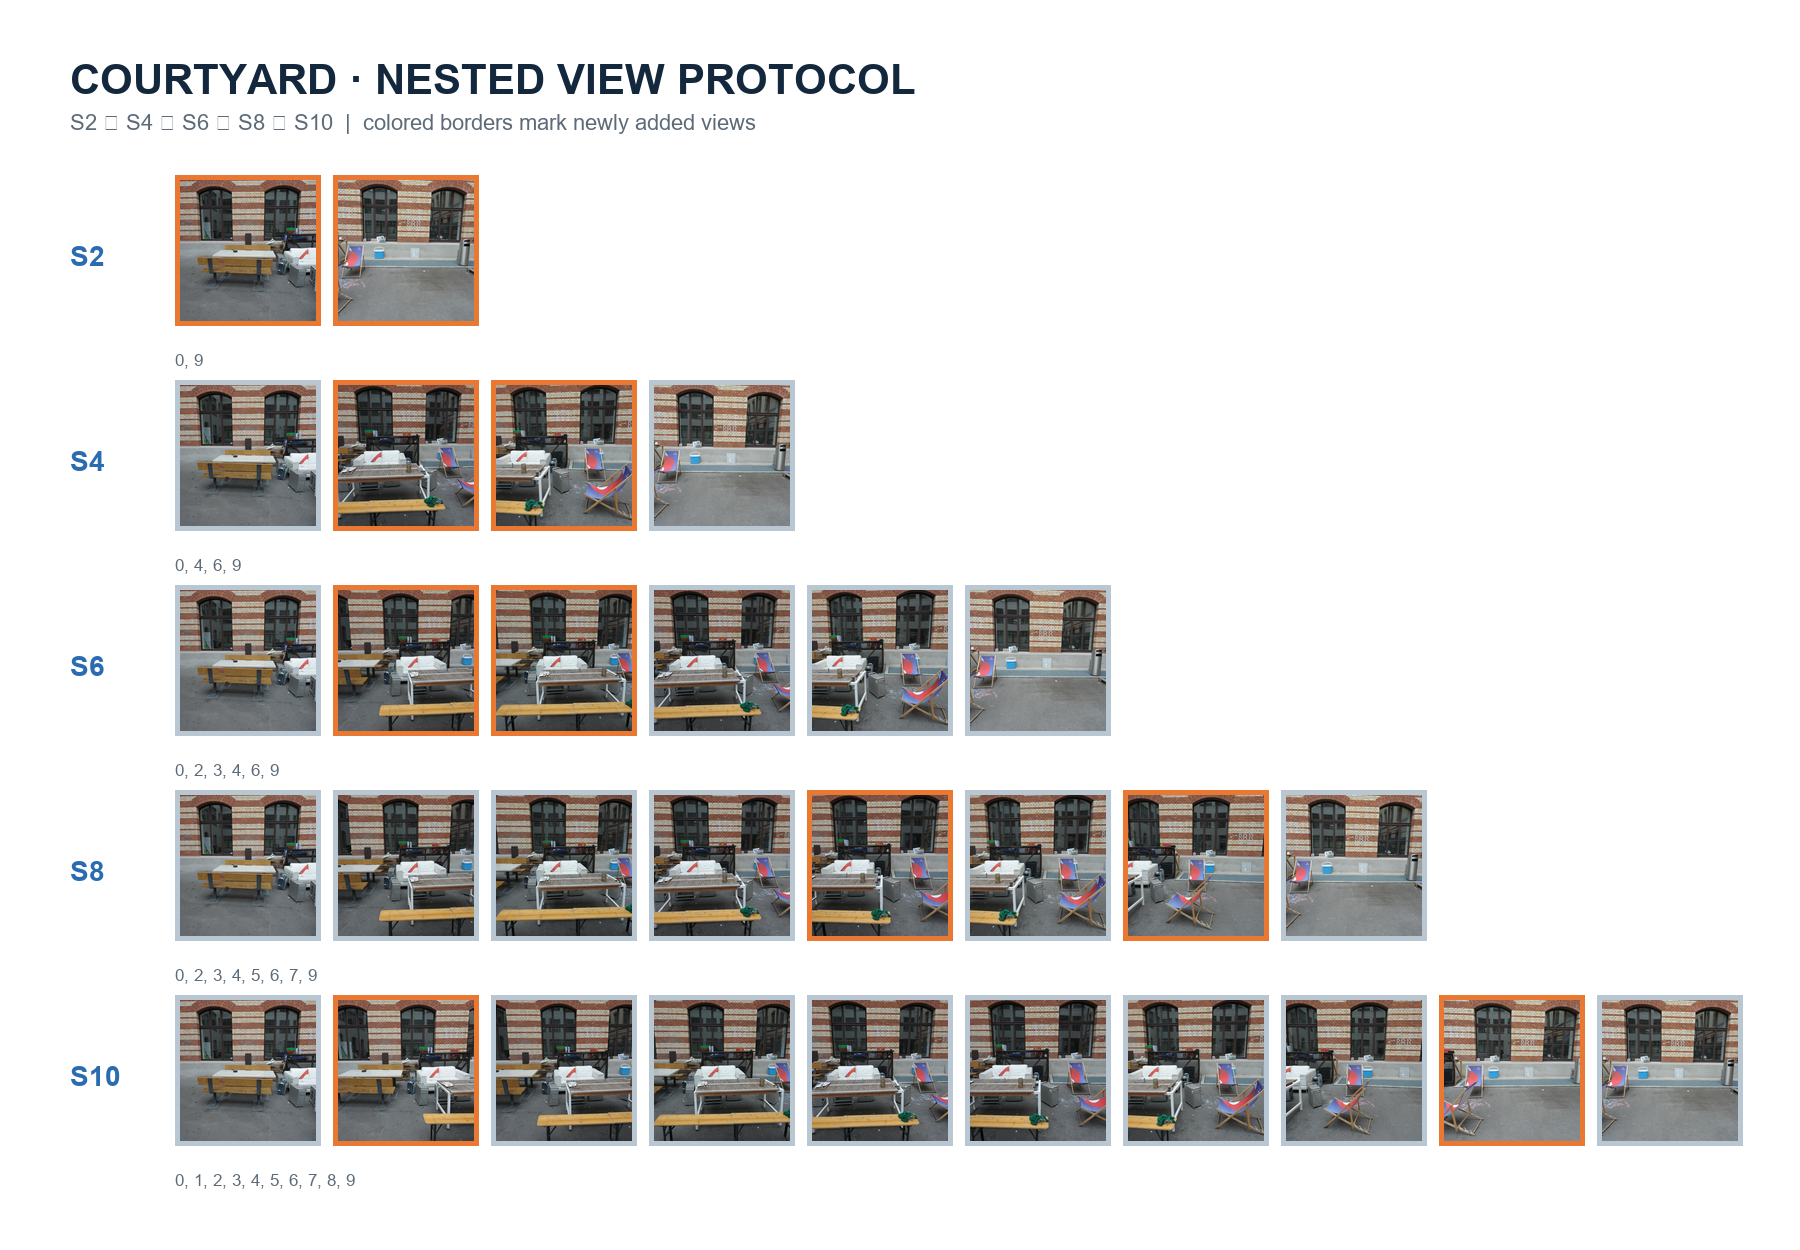 COURTYARD · NESTED VIEW PROTOCOL
S2 □ S4 □ S6 □ S8 □ S10 | colored borders mark newly added views
S2
0, 9
S4
0, 4, 6, 9
S6
0, 2, 3, 4, 6, 9
S8
0, 2, 3, 4, 5, 6, 7, 9
S10
0, 1, 2, 3, 4, 5, 6, 7, 8, 9